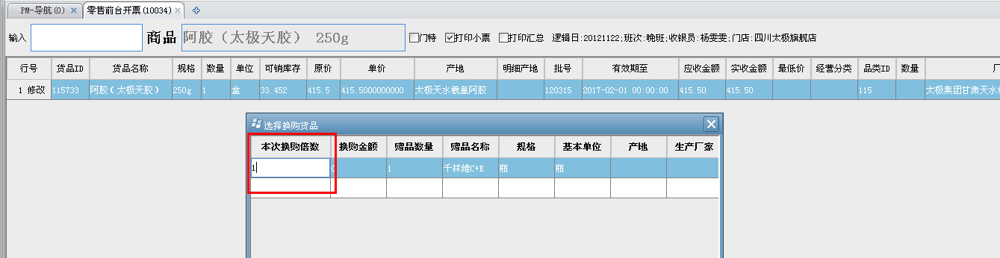 PM-导航(0) 零售前台开票(10034)
输入 商品 阿胶(太极天胶) 250g 门特 打印小票 打印汇总 逻辑日:20121122;班次:晚班;收银员:杨雯雯;门店:四川太极旗舰店
行号 货品ID 货品名称 规格 数量 单位 可销库存 原价 单价 产地 明细产地 批号 有效期至 应收金额 实收金额 最低价 经营分类 品类ID 数量
1 修改 115733 阿胶(太极天胶) 250g 1 盒 33.452 415.5 415.5000000000 太极天水羲皇阿胶 120315 2017-02-01 00:00:00 415.50 415.50 115 太极集团甘肃天水羲
选择换购货品
本次换购倍数 换购金额 赠品数量 赠品名称 规格 基本单位 产地 生产厂家
1 0 1 千林维C+E 瓶 瓶